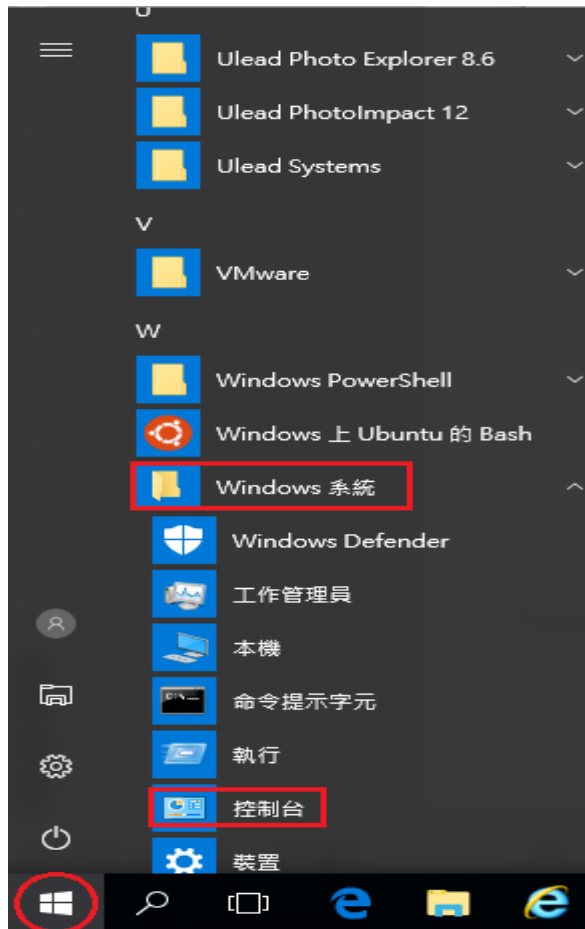 U
Ulead Photo Explorer 8.6
Ulead PhotoImpact 12
Ulead Systems
V
VMware
W
Windows PowerShell
Windows 上 Ubuntu 的 Bash
Windows 系統
Windows Defender
工作管理員
本機
命令提示字元
執行
控制台
裝置